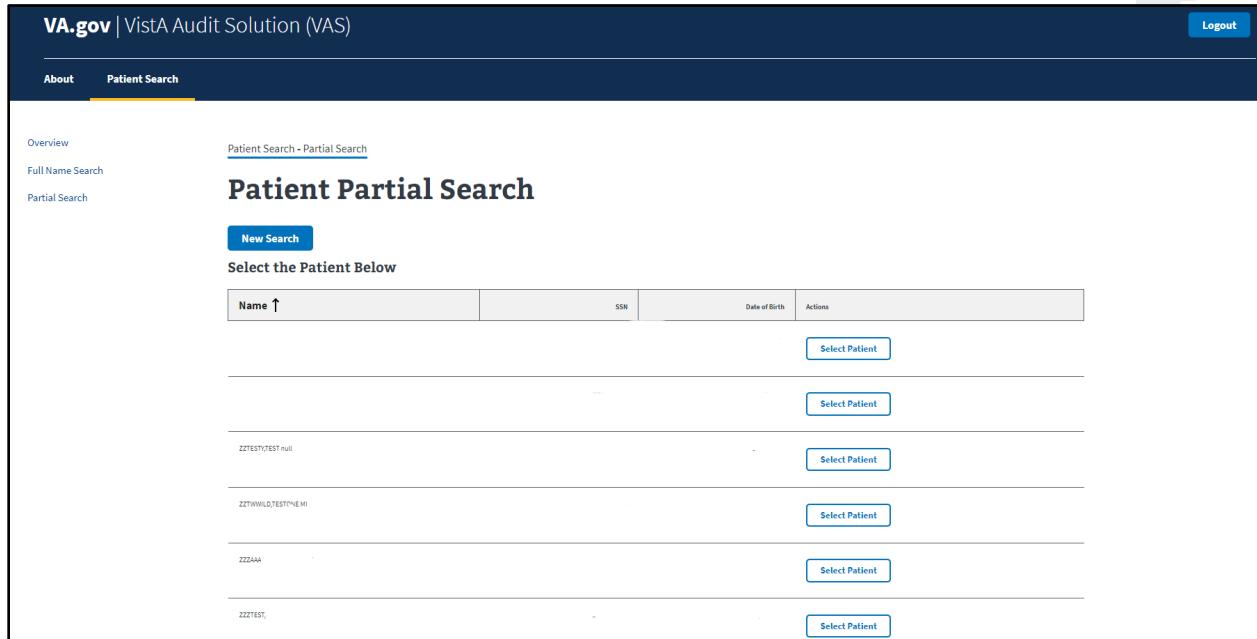 VA.gov | VistA Audit Solution (VAS)
Logout
About Patient Search
Overview
Full Name Search
Partial Search
Patient Search - Partial Search
Patient Partial Search
New Search
Select the Patient Below
Name ↑ SSN Date of Birth Actions
Select Patient
Select Patient
ZZTESTY,TEST null Select Patient
ZZTWWILD, MI Select Patient
ZZZAAA Select Patient
ZZZTEST, Select Patient